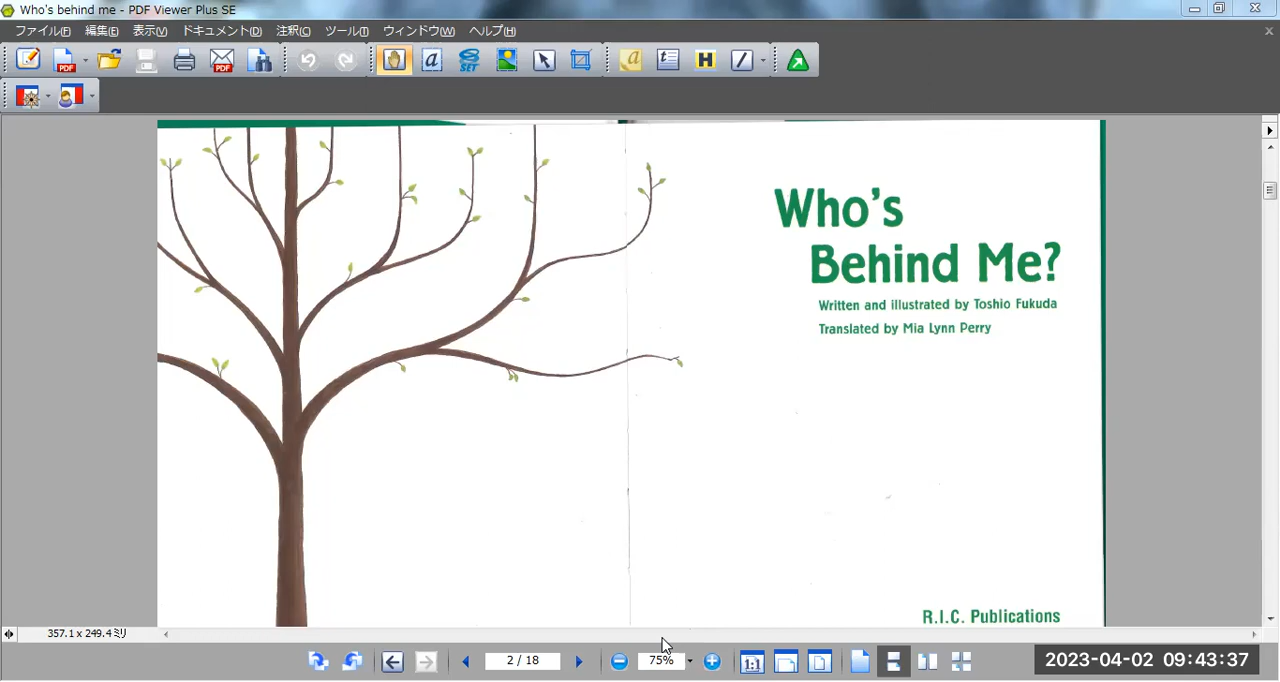 Who's behind me - PDF Viewer Plus SE
ファイル(F) 編集(E) 表示(V) ドキュメント(D) 注釈(C) ツール(T) ウィンドウ(W) ヘルプ(H)
Who's
Behind Me?
Written and illustrated by Toshio Fukuda
Translated by Mia Lynn Perry
R.I.C. Publications
357.1 x 249.4 ミリ
2 / 18
75%
2023-04-02 09:43:37